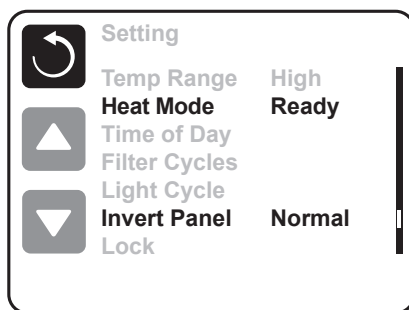 Setting
Temp Range High
Heat Mode Ready
Time of Day
Filter Cycles
Light Cycle
Invert Panel Normal
Lock